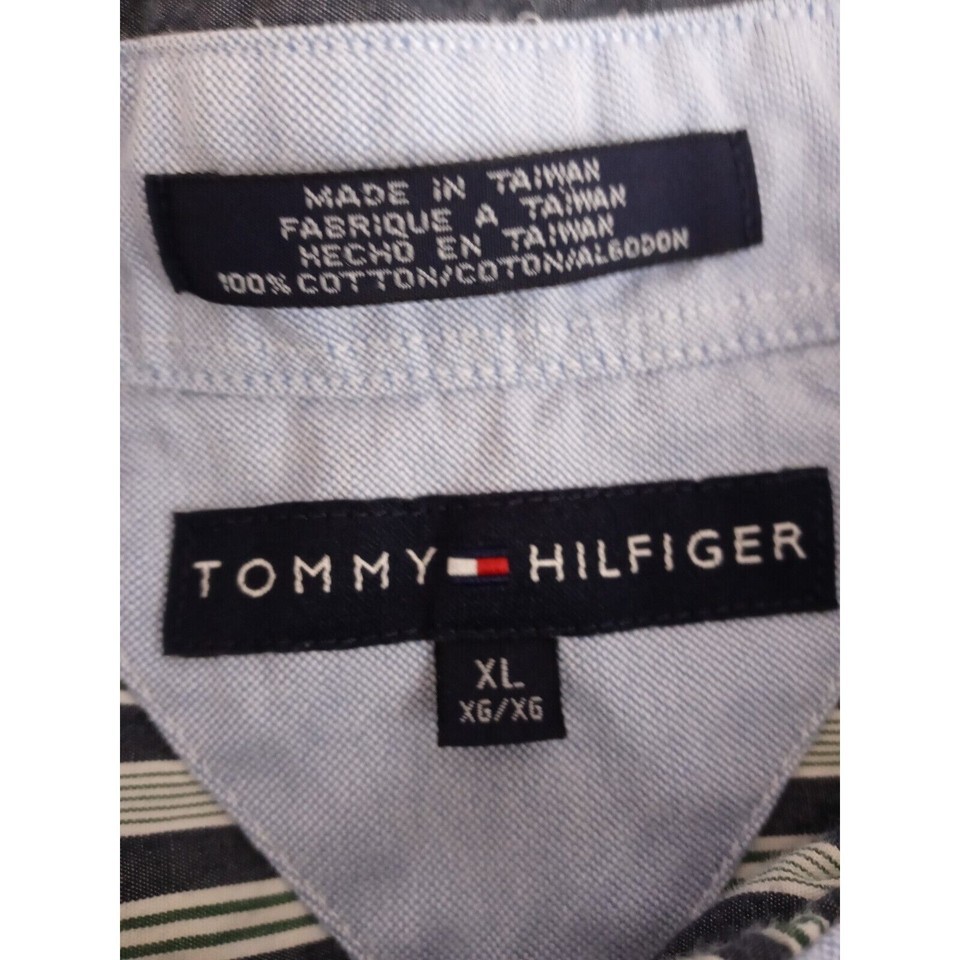 MADE IN TAIWAN
FABRIQUE A TAIWAN
HECHO EN TAIWAN
100% COTTON/COTON/ALGODON
TOMMY HILFIGER
XL
XG/XG